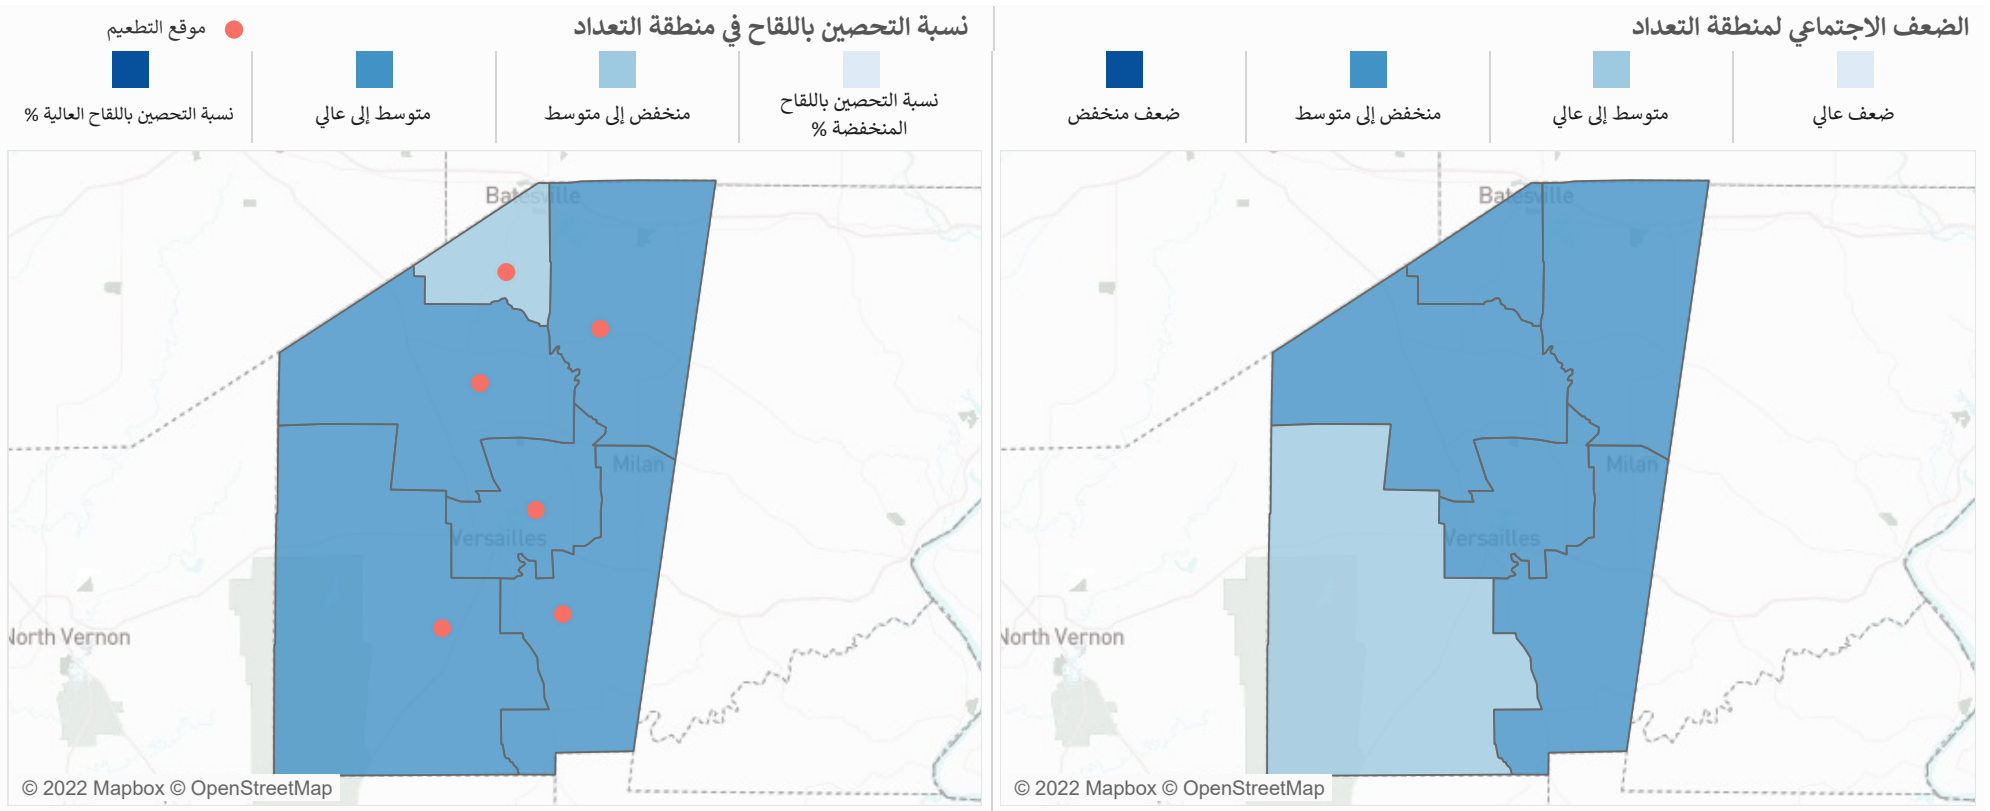 الضعف الاجتماعي لمنطقة التعداد
ضعف عالي
متوسط إلى عالي
منخفض إلى متوسط
ضعف منخفض
Batesville
Milan
Versailles
North Vernon
© 2022 Mapbox © OpenStreetMap
نسبة التحصين باللقاح في منطقة التعداد
موقع التطعيم
نسبة التحصين باللقاح
المنخفضة %
منخفض إلى متوسط
متوسط إلى عالي
نسبة التحصين باللقاح العالية %
Batesville
Milan
Versailles
North Vernon
© 2022 Mapbox © OpenStreetMap